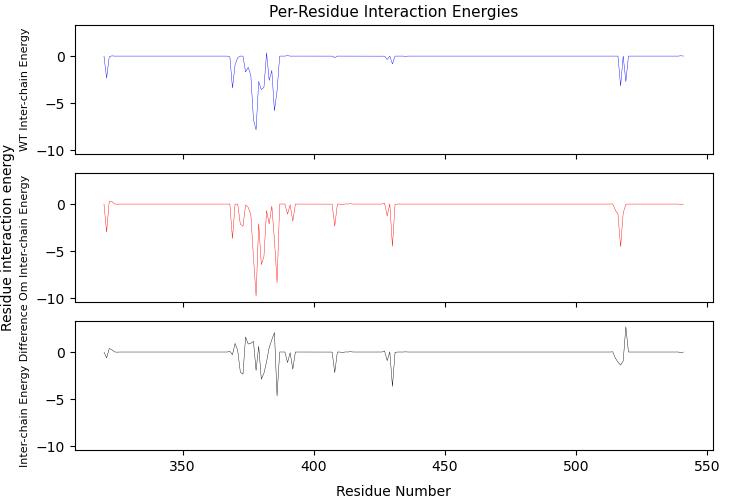 Per-Residue Interaction Energies
WT Inter-chain Energy
0
−5
−10
Residue interaction energy
Om Inter-chain Energy
0
−5
−10
Inter-chain Energy Difference
0
−5
−10
350
400
450
500
550
Residue Number